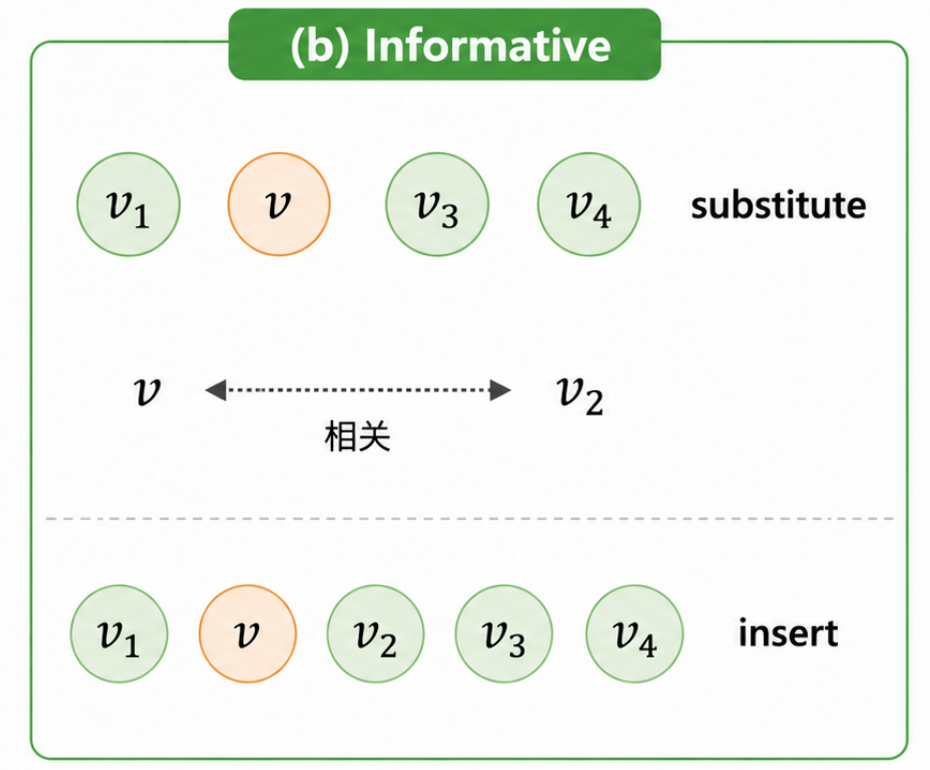 (b) Informative
v₁ v v₃ v₄ substitute
v v₂
相关
v₁ v v₂ v₃ v₄ insert